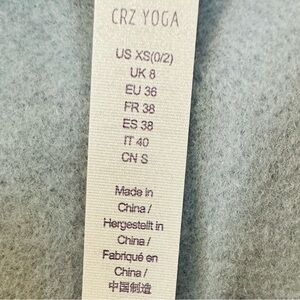 CRZ YOGA
US XS(0/2)
UK 8
EU 36
FR 38
ES 38
IT 40
CN S
Made in
China /
Hergestellt in
China /
Fabriqué en
China /
中国制造